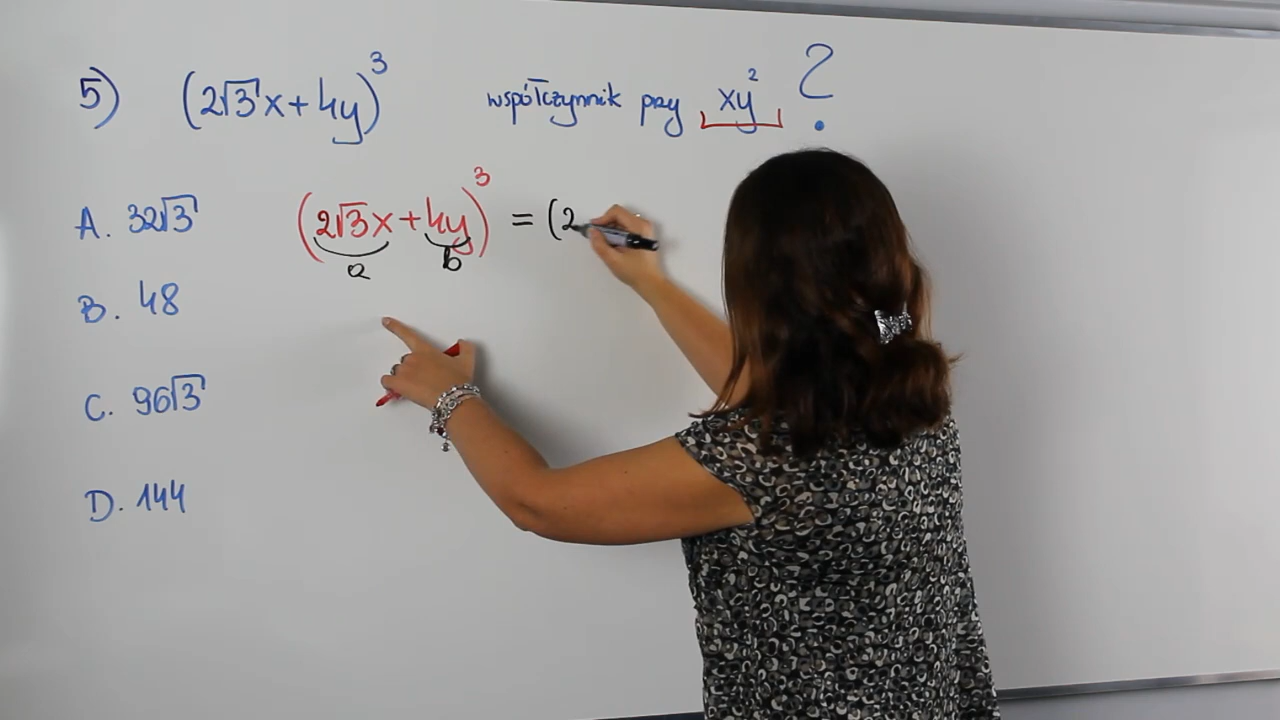 5) (2√3x+4y)³ współczynnik przy xy² ?
A. 32√3
(2√3x+4y)³ = (2
a b
B. 48
C. 96√3
D. 144